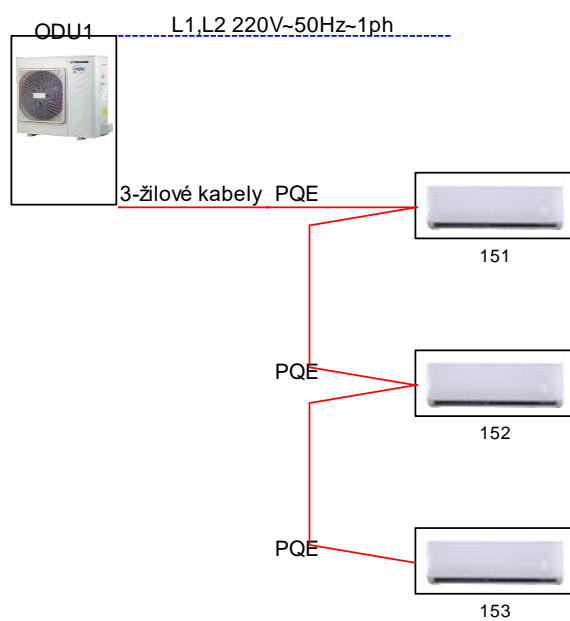 ODU1
L1,L2 220V~50Hz~1ph
3-žilové kabely PQE
151
PQE
152
PQE
153